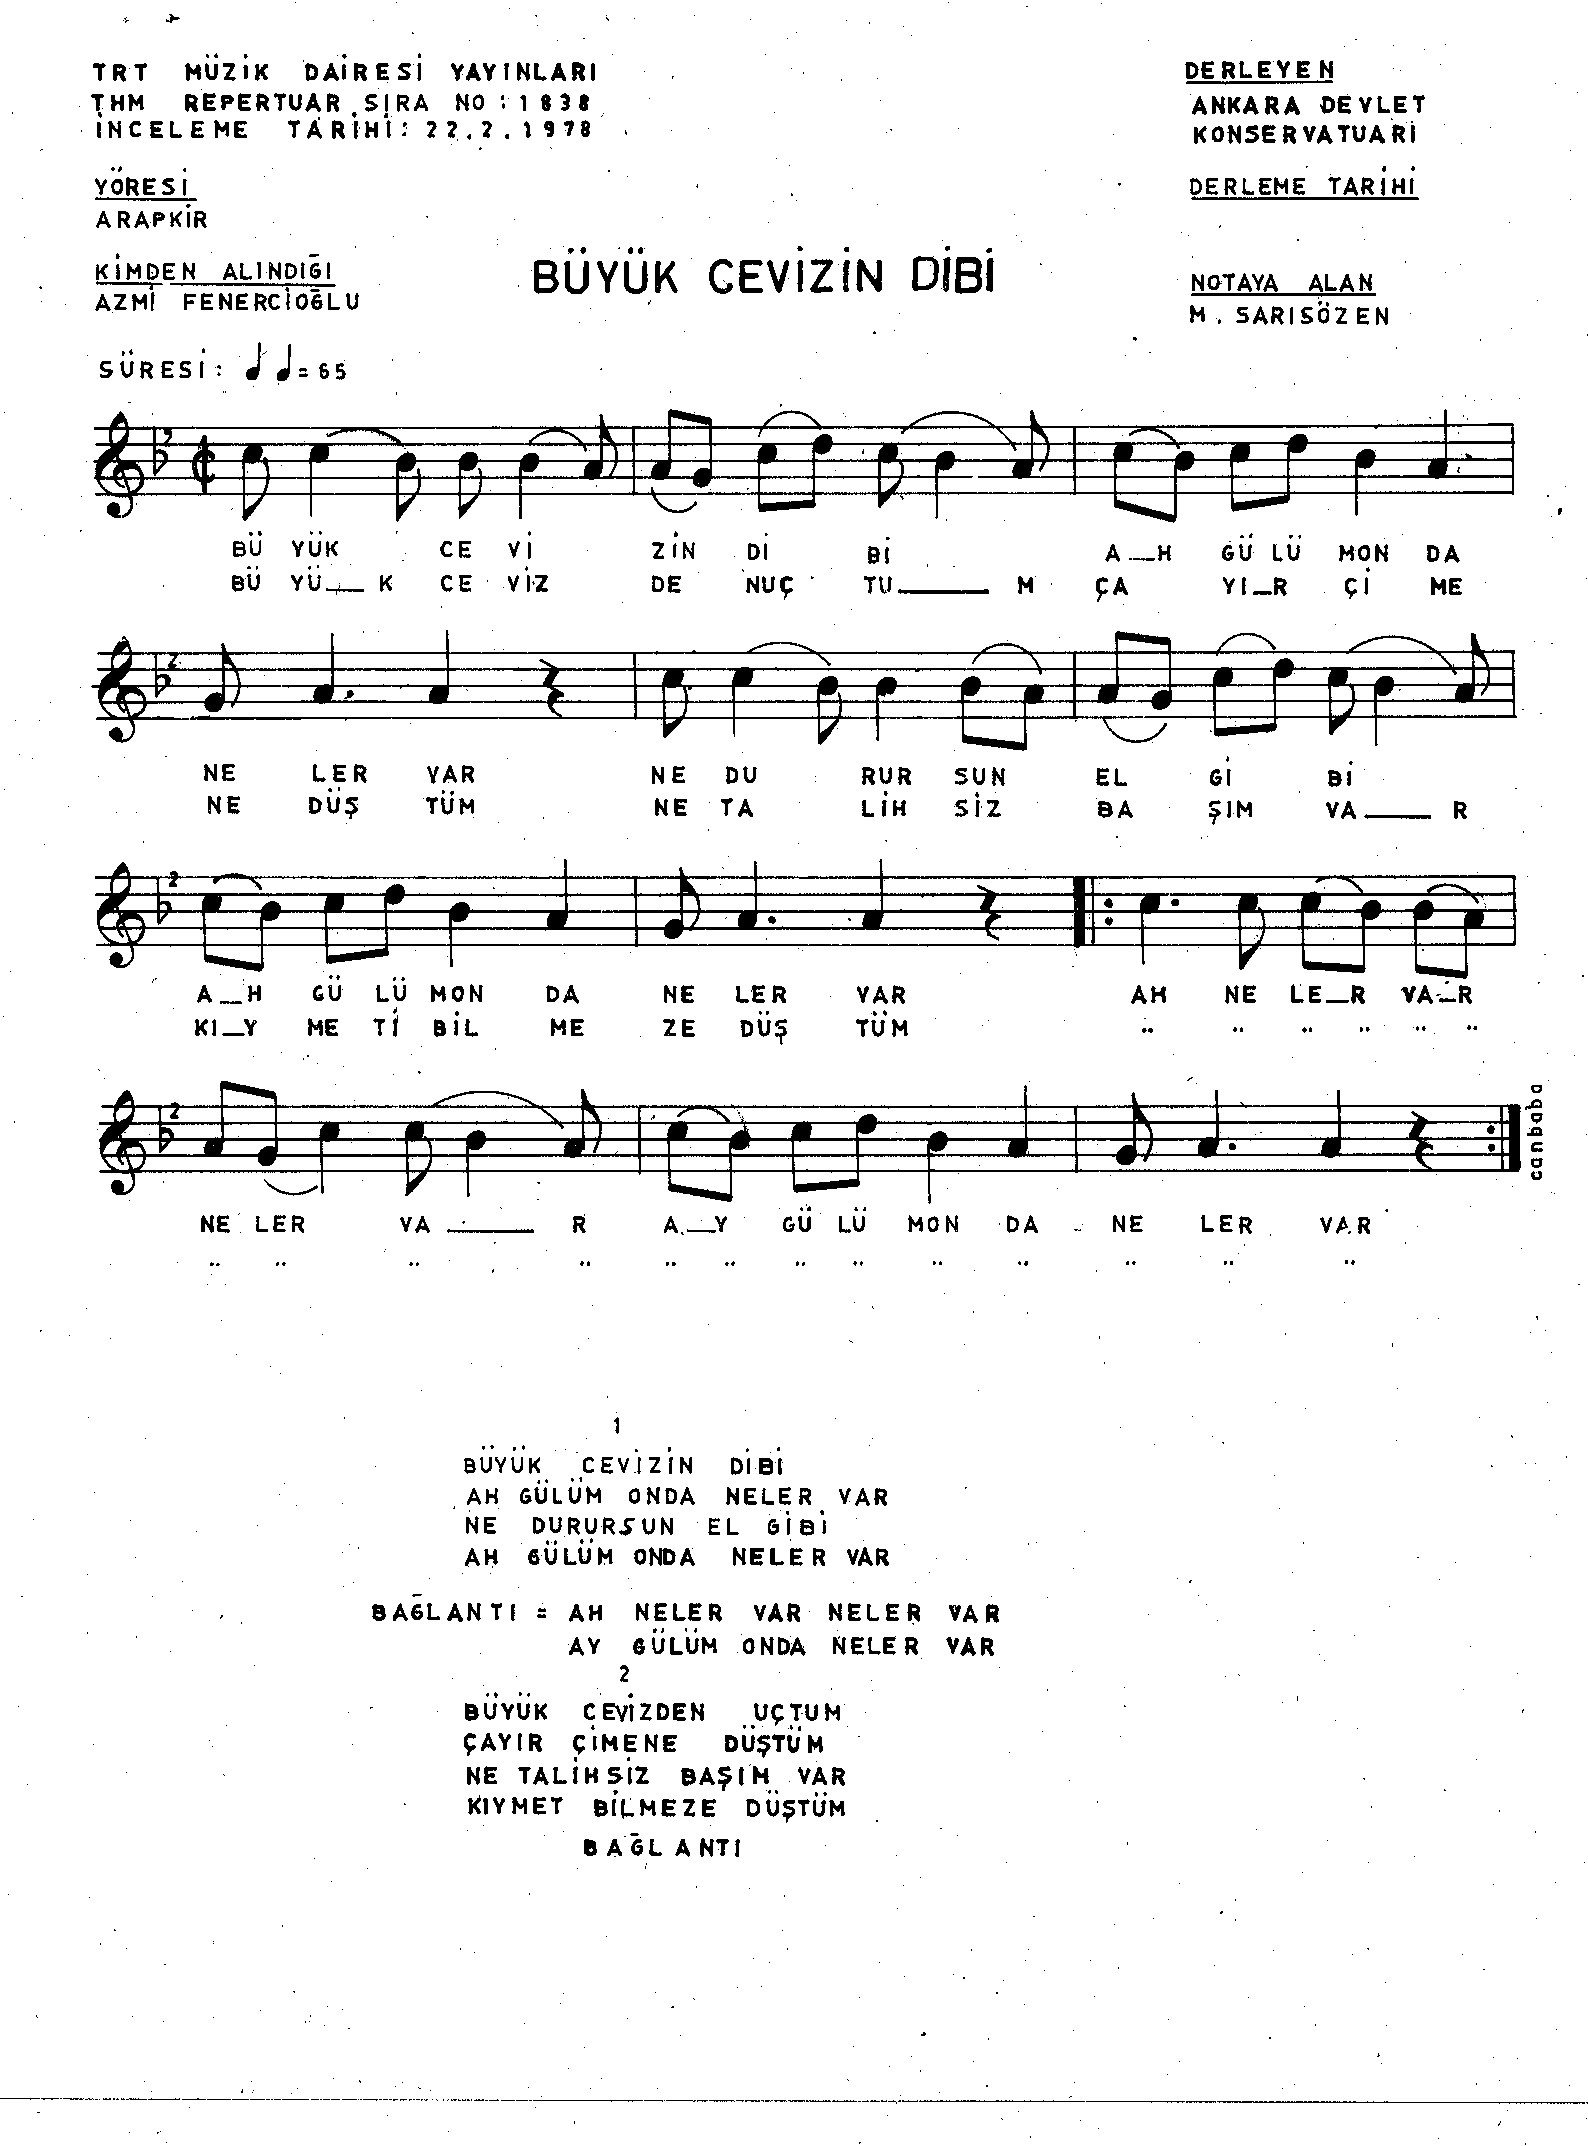 TRT MÜZİK DAİRESİ YAYINLARI
THM REPERTUAR SIRA NO : 1838
İNCELEME TARİHİ: 22.2.1978
DERLEYEN
ANKARA DEVLET
KONSERVATUARI
YÖRESİ
ARAPKİR
DERLEME TARİHİ
KİMDEN ALINDIĞI
AZMİ FENERCİOĞLU
BÜYÜK CEVİZİN DİBİ
NOTAYA ALAN
M. SARISÖZEN
SÜRESİ: = 65
2
BÜ YÜK CE Vİ ZİN Dİ Bİ A_H GÜ LÜ MON DA
BÜ YÜ_K CE VİZ DE NUÇ TU_M ÇA YI_R Çİ ME
2
NE LER VAR NE DU RUR SUN EL Gİ Bİ
NE DÜŞ TÜM NE TA LİH SİZ BA ŞIM VA_R
2
A_H GÜ LÜ MON DA NE LER VAR AH NE LE_R VA_R
KI_Y ME Tİ BİL ME ZE DÜŞ TÜM " " " " " "
2
canbaba
NE LER VA_R A_Y GÜ LÜ MON DA NE LER VAR
" " " " " " " " " " " " "
1
BÜYÜK CEVİZİN DİBİ
AH GÜLÜM ONDA NELER VAR
NE DURURSUN EL GİBİ
AH GÜLÜM ONDA NELER VAR
BAĞLANTI = AH NELER VAR NELER VAR
AY GÜLÜM ONDA NELER VAR
2
BÜYÜK CEVİZDEN UÇTUM
ÇAYIR ÇİMENE DÜŞTÜM
NE TALİHSİZ BAŞIM VAR
KIYMET BİLMEZE DÜŞTÜM
BAĞLANTI